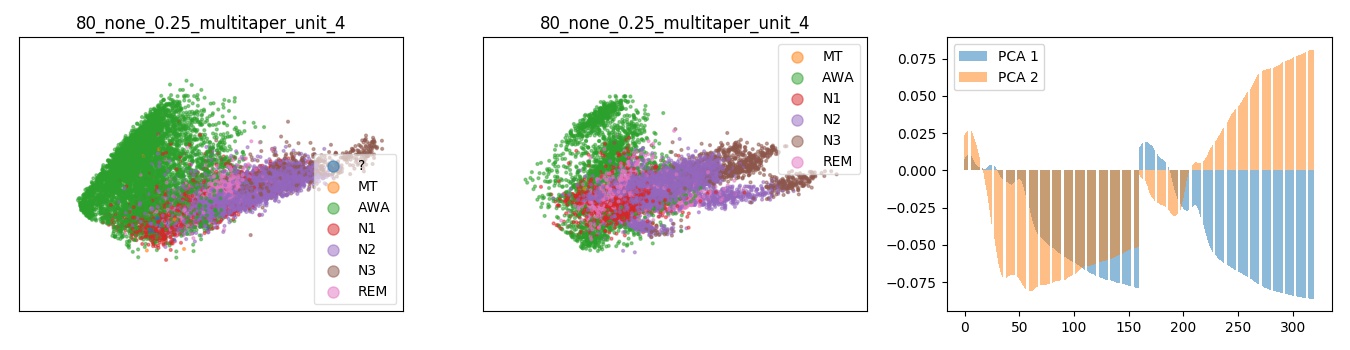 80_none_0.25_multitaper_unit_4
?
MT
AWA
N1
N2
N3
REM
80_none_0.25_multitaper_unit_4
MT
AWA
N1
N2
N3
REM
PCA 1
PCA 2
0.075
0.050
0.025
0.000
−0.025
−0.050
−0.075
0 50 100 150 200 250 300